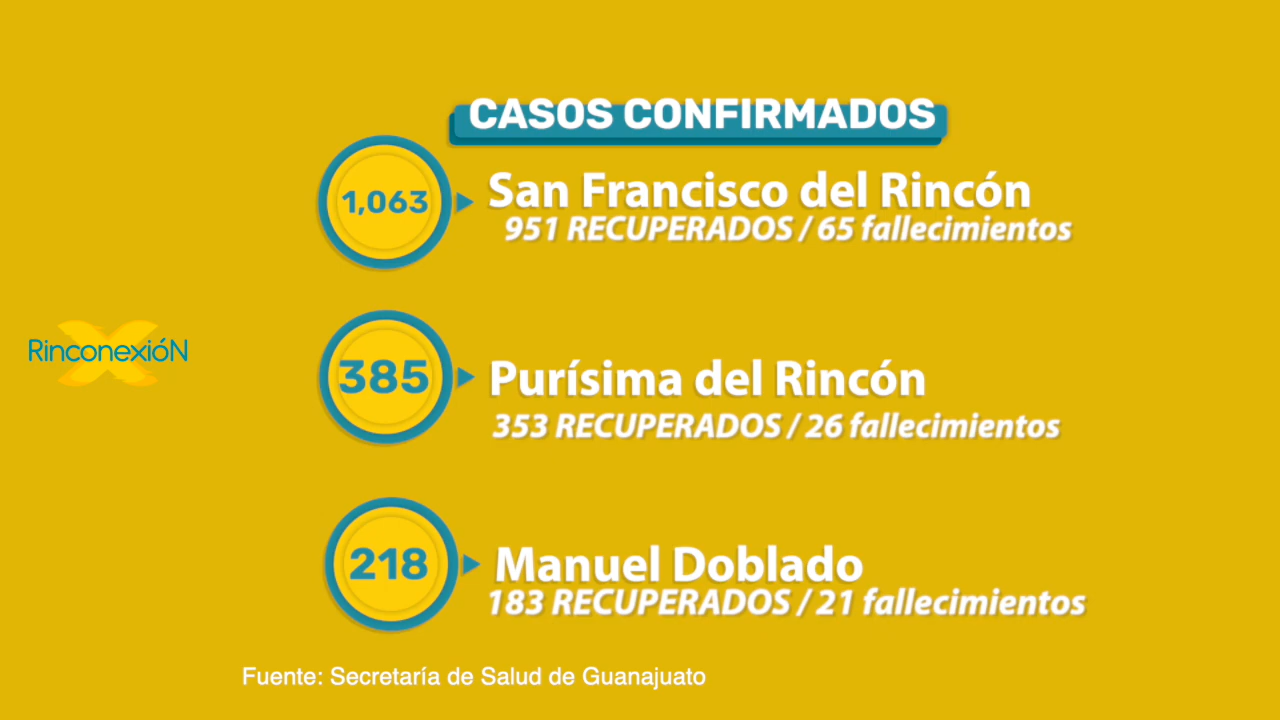 CASOS CONFIRMADOS
1,063
San Francisco del Rincón
951 RECUPERADOS / 65 fallecimientos
RinconexióN
385
Purísima del Rincón
353 RECUPERADOS / 26 fallecimientos
218
Manuel Doblado
183 RECUPERADOS / 21 fallecimientos
Fuente: Secretaría de Salud de Guanajuato